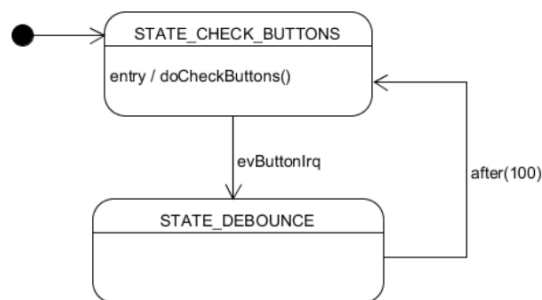 STATE_CHECK_BUTTONS
entry / doCheckButtons()
evButtonIrq
after(100)
STATE_DEBOUNCE